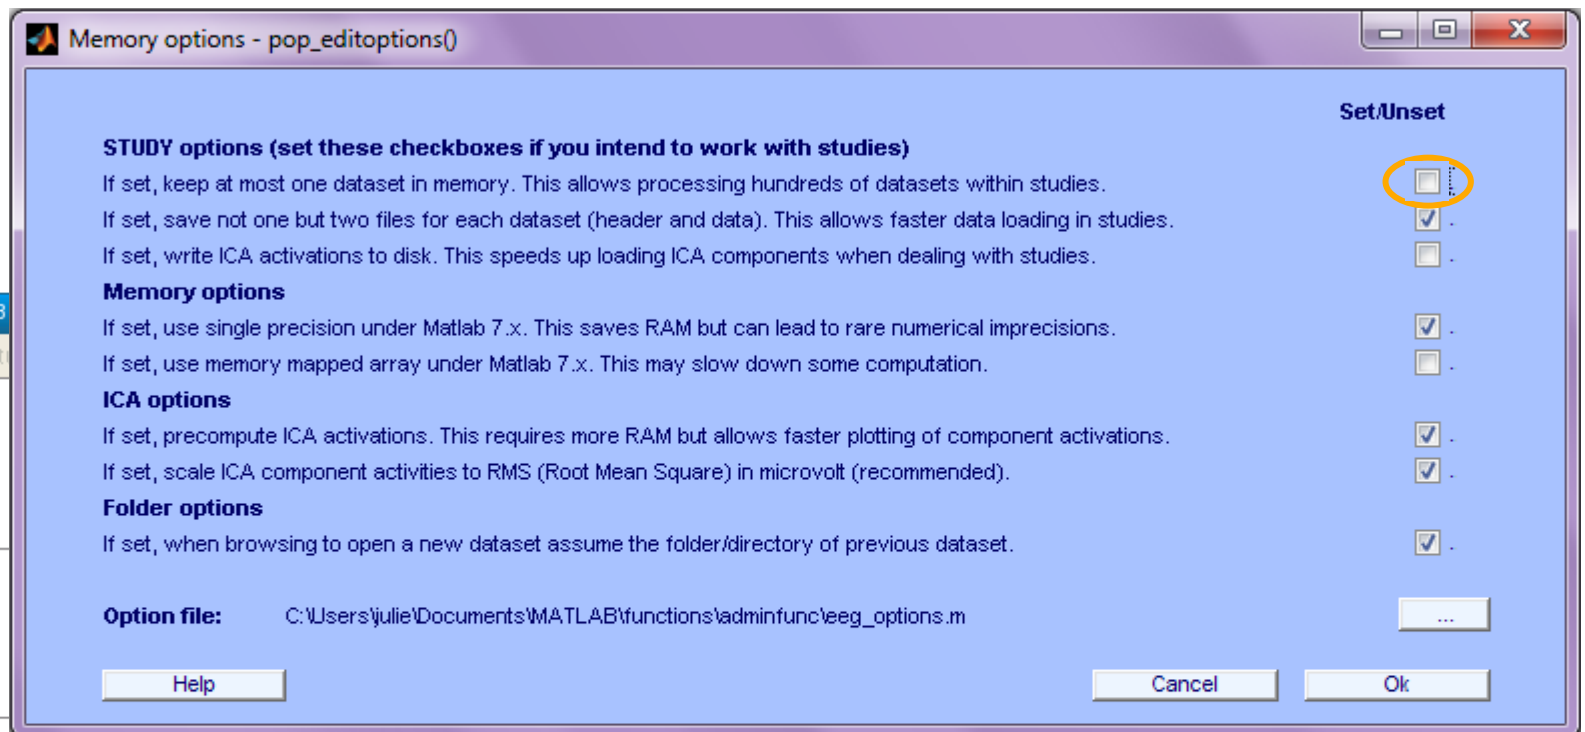 Memory options - pop_editoptions()
Set/Unset
STUDY options (set these checkboxes if you intend to work with studies)
If set, keep at most one dataset in memory. This allows processing hundreds of datasets within studies.
If set, save not one but two files for each dataset (header and data). This allows faster data loading in studies.
If set, write ICA activations to disk. This speeds up loading ICA components when dealing with studies.
Memory options
If set, use single precision under Matlab 7.x. This saves RAM but can lead to rare numerical imprecisions.
If set, use memory mapped array under Matlab 7.x. This may slow down some computation.
ICA options
If set, precompute ICA activations. This requires more RAM but allows faster plotting of component activations.
If set, scale ICA component activities to RMS (Root Mean Square) in microvolt (recommended).
Folder options
If set, when browsing to open a new dataset assume the folder/directory of previous dataset.
Option file: C:\Users\julie\Documents\MATLAB\functions\adminfunc\eeg_options.m ...
Help Cancel Ok